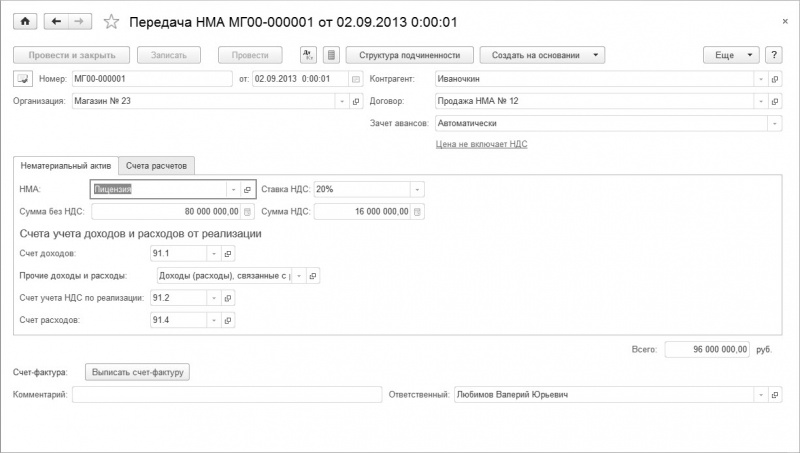 Передача НМА МГ00-000001 от 02.09.2013 0:00:01
Провести и закрыть Записать Провести Дт Кт Структура подчиненности Создать на основании Еще ?
Номер: МГ00-000001 от: 02.09.2013 0:00:01 Контрагент: Иваночкин
Организация: Магазин № 23 Договор: Продажа НМА № 12
Зачет авансов: Автоматически
Цена не включает НДС
Нематериальный актив Счета расчетов
НМА: Лицензия Ставка НДС: 20%
Сумма без НДС: 80 000 000,00 Сумма НДС: 16 000 000,00
Счета учета доходов и расходов от реализации
Счет доходов: 91.1
Прочие доходы и расходы: Доходы (расходы), связанные с р
Счет учета НДС по реализации: 91.2
Счет расходов: 91.4
Всего: 96 000 000,00 руб.
Счет-фактура: Выписать счет-фактуру
Комментарий: Ответственный: Любимов Валерий Юрьевич